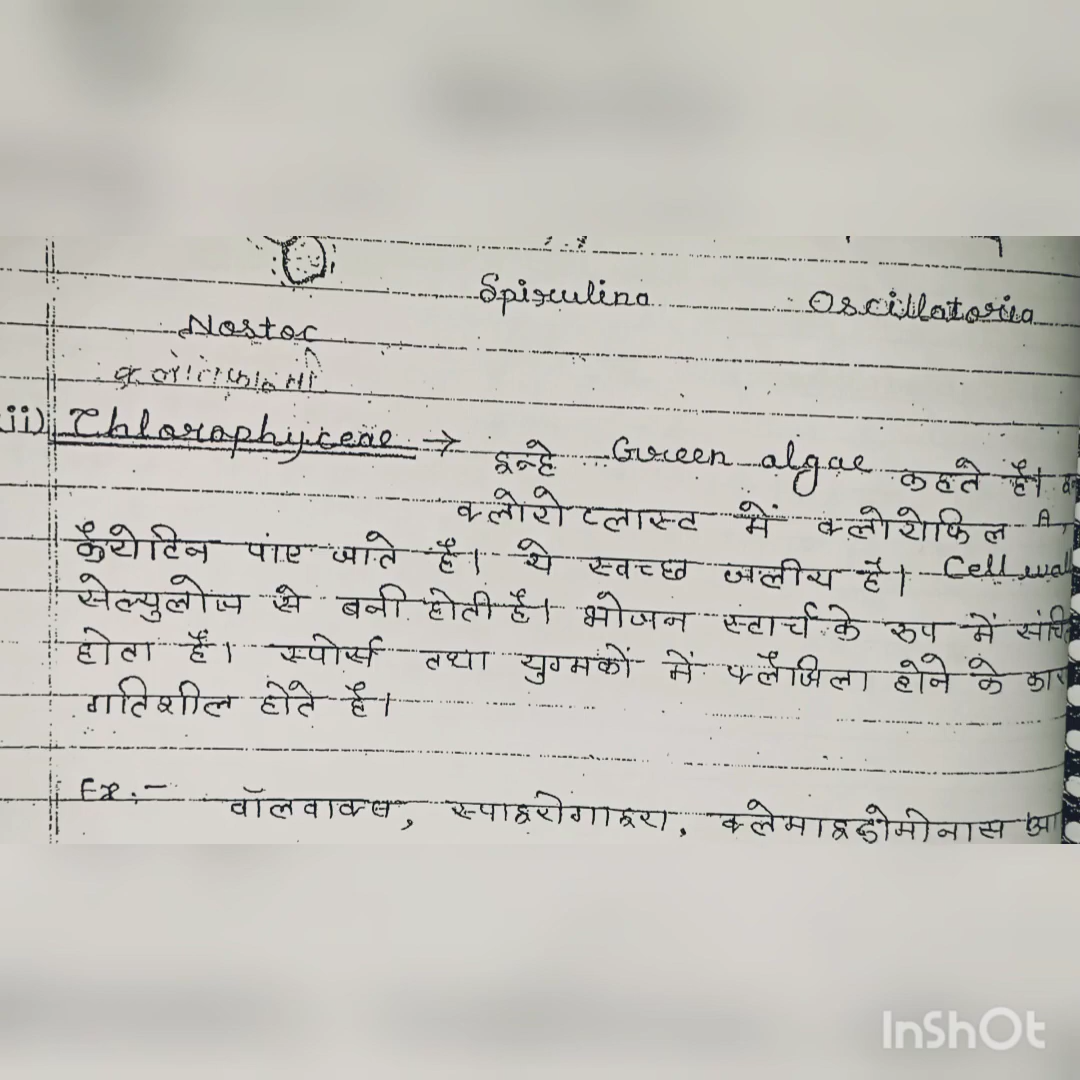 Spirulina Oscillatoria
Nostoc
ii) Chlorophyceae → इन्हे Green algae कहते है।
क्लोरोप्लास्ट में क्लोरोफिल
कैरोटिन पाए जाते है। ये स्वच्छ जलीय है। Cell wal
सेल्युलोज से बनी होती है। भोजन स्टार्च के रूप में संचि
होता है। स्पोर्स तथा युग्मकों में फ्लैजिला होने के कार
गतिशील होते है।
Ex.- वॉलवाक्स, स्पाइरोगाइरा, क्लेमाइडोमोनास आ
InShOt